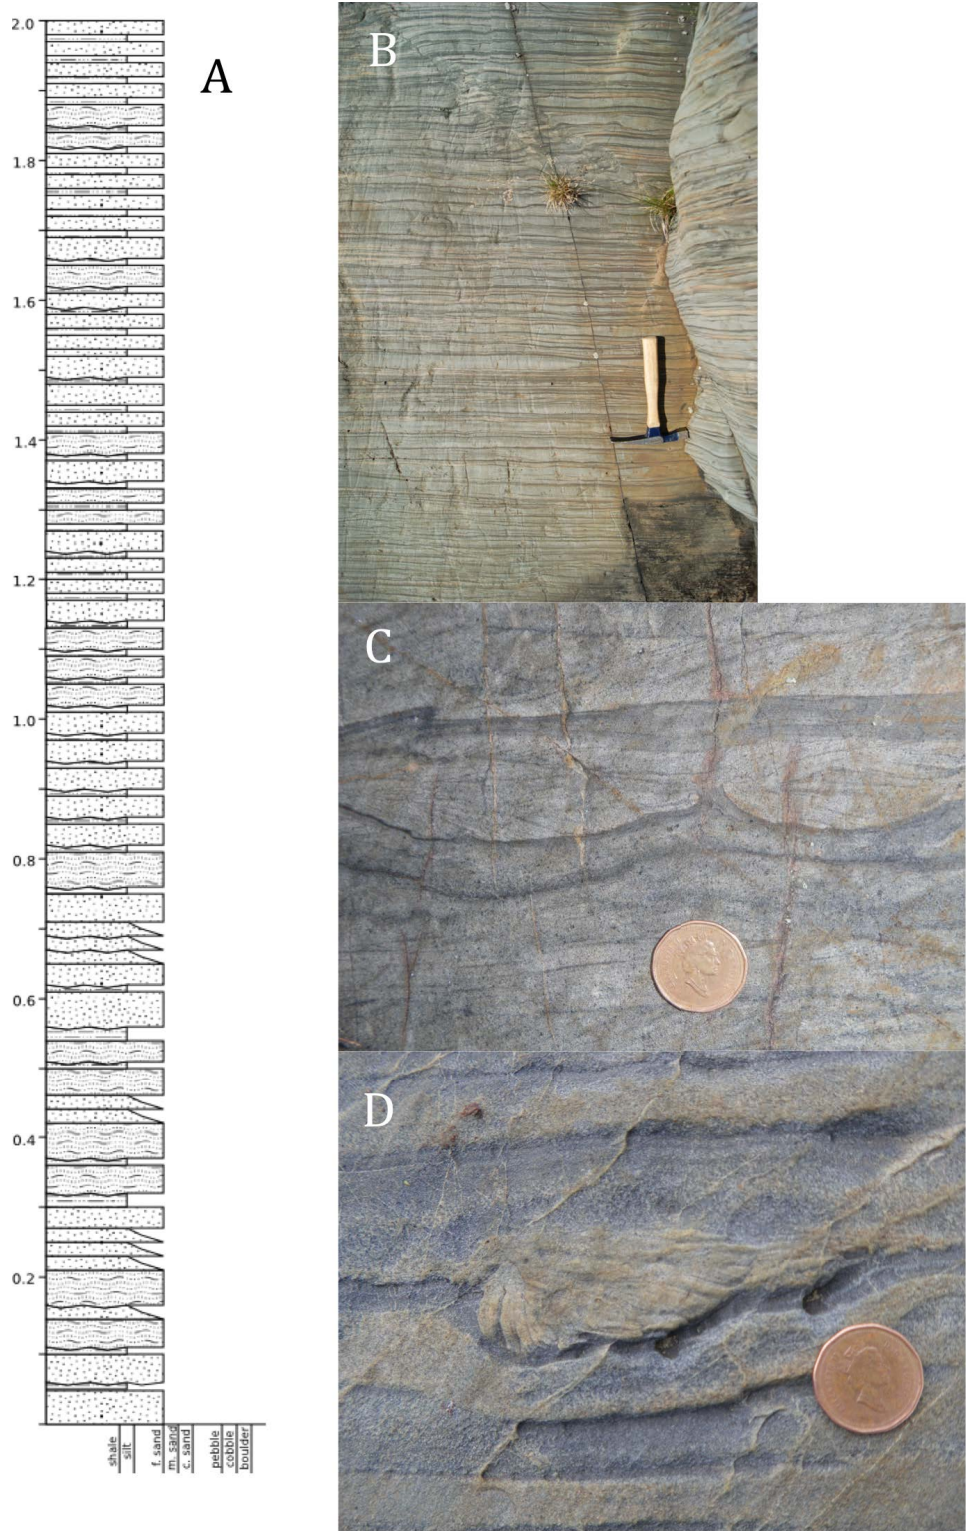 2.0
A
B
1.8
1.6
1.4
1.2
C
1.0
0.8
0.6
D
0.4
0.2
shale
silt
f. sand
m. sand
c. sand
pebble
cobble
boulder